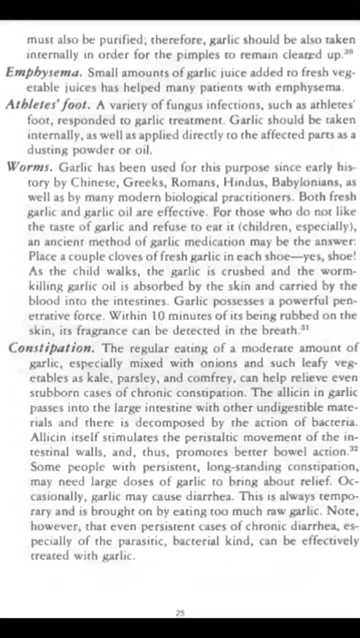 must also be purified; therefore, garlic should be also taken
internally in order for the pimples to remain cleared up.³⁰
Emphysema. Small amounts of garlic juice added to fresh veg-
etable juices has helped many patients with emphysema.
Athletes' foot. A variety of fungus infections, such as athletes'
foot, responded to garlic treatment. Garlic should be taken
internally, as well as applied directly to the affected parts as a
dusting powder or oil.
Worms. Garlic has been used for this purpose since early his-
tory by Chinese, Greeks, Romans, Hindus, Babylonians, as
well as by many modern biological practitioners. Both fresh
garlic and garlic oil are effective. For those who do not like
the taste of garlic and refuse to eat it (children, especially),
an ancient method of garlic medication may be the answer:
Place a couple cloves of fresh garlic in each shoe—yes, shoe!
As the child walks, the garlic is crushed and the worm-
killing garlic oil is absorbed by the skin and carried by the
blood into the intestines. Garlic possesses a powerful pen-
etrative force. Within 10 minutes of its being rubbed on the
skin, its fragrance can be detected in the breath.³¹
Constipation. The regular eating of a moderate amount of
garlic, especially mixed with onions and such leafy veg-
etables as kale, parsley, and comfrey, can help relieve even
stubborn cases of chronic constipation. The allicin in garlic
passes into the large intestine with other undigestible mate-
rials and there is decomposed by the action of bacteria.
Allicin itself stimulates the peristaltic movement of the in-
testinal walls, and, thus, promotes better bowel action.³²
Some people with persistent, long-standing constipation,
may need large doses of garlic to bring about relief. Oc-
casionally, garlic may cause diarrhea. This is always tempo-
rary and is brought on by eating too much raw garlic. Note,
however, that even persistent cases of chronic diarrhea, es-
pecially of the parasitic, bacterial kind, can be effectively
treated with garlic.
25